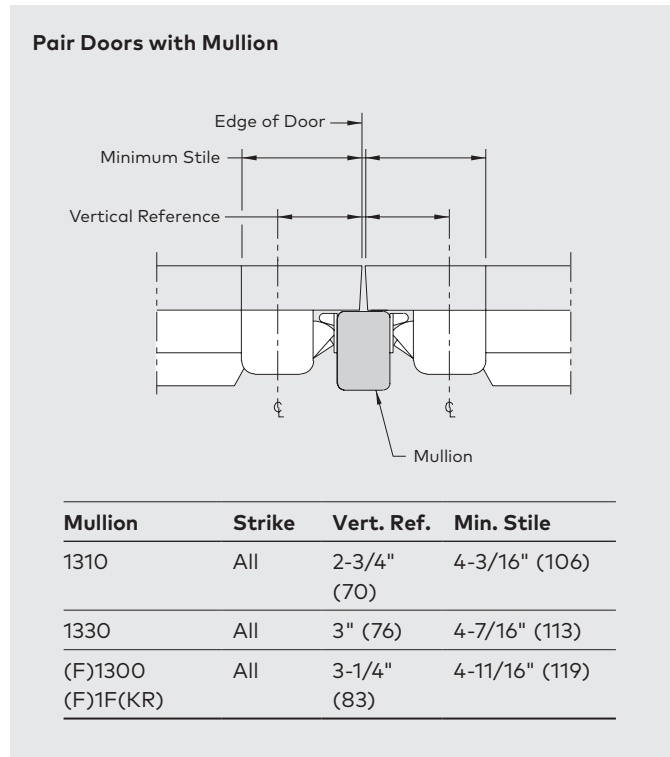 Pair Doors with Mullion
Edge of Door
Minimum Stile
Vertical Reference
℄ ℄
Mullion
Mullion Strike Vert. Ref. Min. Stile
1310 All 2-3/4" 4-3/16" (106)
(70)
1330 All 3" (76) 4-7/16" (113)
(F)1300 All 3-1/4" 4-11/16" (119)
(F)1F(KR) (83)